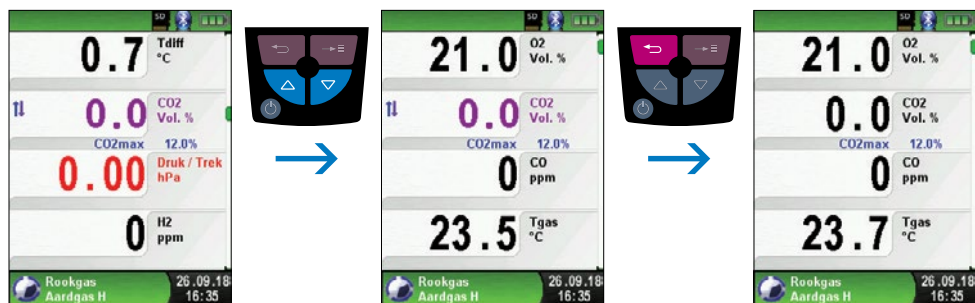 SD
0.7 Tdiff
°C
0.0 CO2
Vol. %
CO2max 12.0%
0.00 Druk / Trek
hPa
0 H2
ppm
Rookgas 26.09.18
Aardgas H 16:35
SD
21.0 O2
Vol. %
0.0 CO2
Vol. %
CO2max 12.0%
0 CO
ppm
23.5 Tgas
°C
Rookgas 26.09.18
Aardgas H 16:35
SD
21.0 O2
Vol. %
0.0 CO2
Vol. %
CO2max 12.0%
0 CO
ppm
23.7 Tgas
°C
Rookgas 26.09.18
Aardgas H 16:35